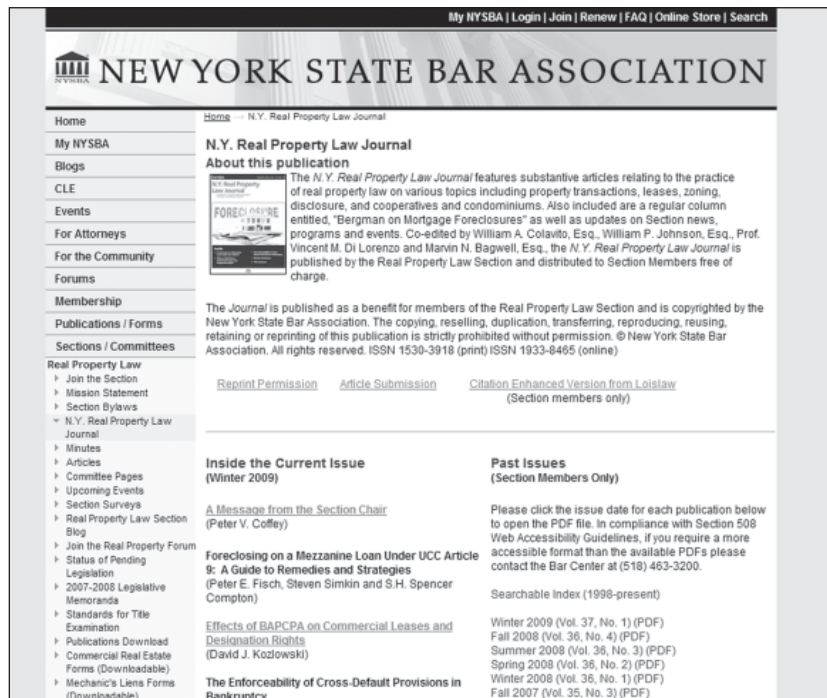 My NYSBA | Login | Join | Renew | FAQ | Online Store | Search
NYSBA
NEW YORK STATE BAR ASSOCIATION
Home
My NYSBA
Blogs
CLE
Events
For Attorneys
For the Community
Forums
Membership
Publications / Forms
Sections / Committees
Real Property Law
Join the Section
Mission Statement
Section Bylaws
N.Y. Real Property Law
Journal
Minutes
Articles
Committee Pages
Upcoming Events
Section Surveys
Real Property Law Section
Blog
Join the Real Property Forum
Status of Pending
Legislation
2007-2008 Legislative
Memoranda
Standards for Title
Examination
Publications Download
Commercial Real Estate
Forms (Downloadable)
Mechanic's Liens Forms
(Downloadable)
Home → N.Y. Real Property Law Journal
N.Y. Real Property Law Journal
About this publication
N.Y. Real Property
Law Journal
FORECLOSURE
The N.Y. Real Property Law Journal features substantive articles relating to the practice
of real property law on various topics including property transactions, leases, zoning,
disclosure, and cooperatives and condominiums. Also included are a regular column
entitled, "Bergman on Mortgage Foreclosures" as well as updates on Section news,
programs and events. Co-edited by William A. Colavito, Esq., William P. Johnson, Esq., Prof.
Vincent M. Di Lorenzo and Marvin N. Bagwell, Esq., the N.Y. Real Property Law Journal is
published by the Real Property Law Section and distributed to Section Members free of
charge.
The Journal is published as a benefit for members of the Real Property Law Section and is copyrighted by the
New York State Bar Association. The copying, reselling, duplication, transferring, reproducing, reusing,
retaining or reprinting of this publication is strictly prohibited without permission. © New York State Bar
Association. All rights reserved. ISSN 1530-3918 (print) ISSN 1933-8465 (online)
Reprint Permission Article Submission Citation Enhanced Version from Loislaw
(Section members only)
Inside the Current Issue
(Winter 2009)
A Message from the Section Chair
(Peter V. Coffey)
Foreclosing on a Mezzanine Loan Under UCC Article
9: A Guide to Remedies and Strategies
(Peter E. Fisch, Steven Simkin and S.H. Spencer
Compton)
Effects of BAPCPA on Commercial Leases and
Designation Rights
(David J. Kozlowski)
The Enforceability of Cross-Default Provisions in
Bankruptcy
Past Issues
(Section Members Only)
Please click the issue date for each publication below
to open the PDF file. In compliance with Section 508
Web Accessibility Guidelines, if you require a more
accessible format than the available PDFs please
contact the Bar Center at (518) 463-3200.
Searchable Index (1998-present)
Winter 2009 (Vol. 37, No. 1) (PDF)
Fall 2008 (Vol. 36, No. 4) (PDF)
Summer 2008 (Vol. 36, No. 3) (PDF)
Spring 2008 (Vol. 36, No. 2) (PDF)
Winter 2008 (Vol. 36, No. 1) (PDF)
Fall 2007 (Vol. 35, No. 3) (PDF)